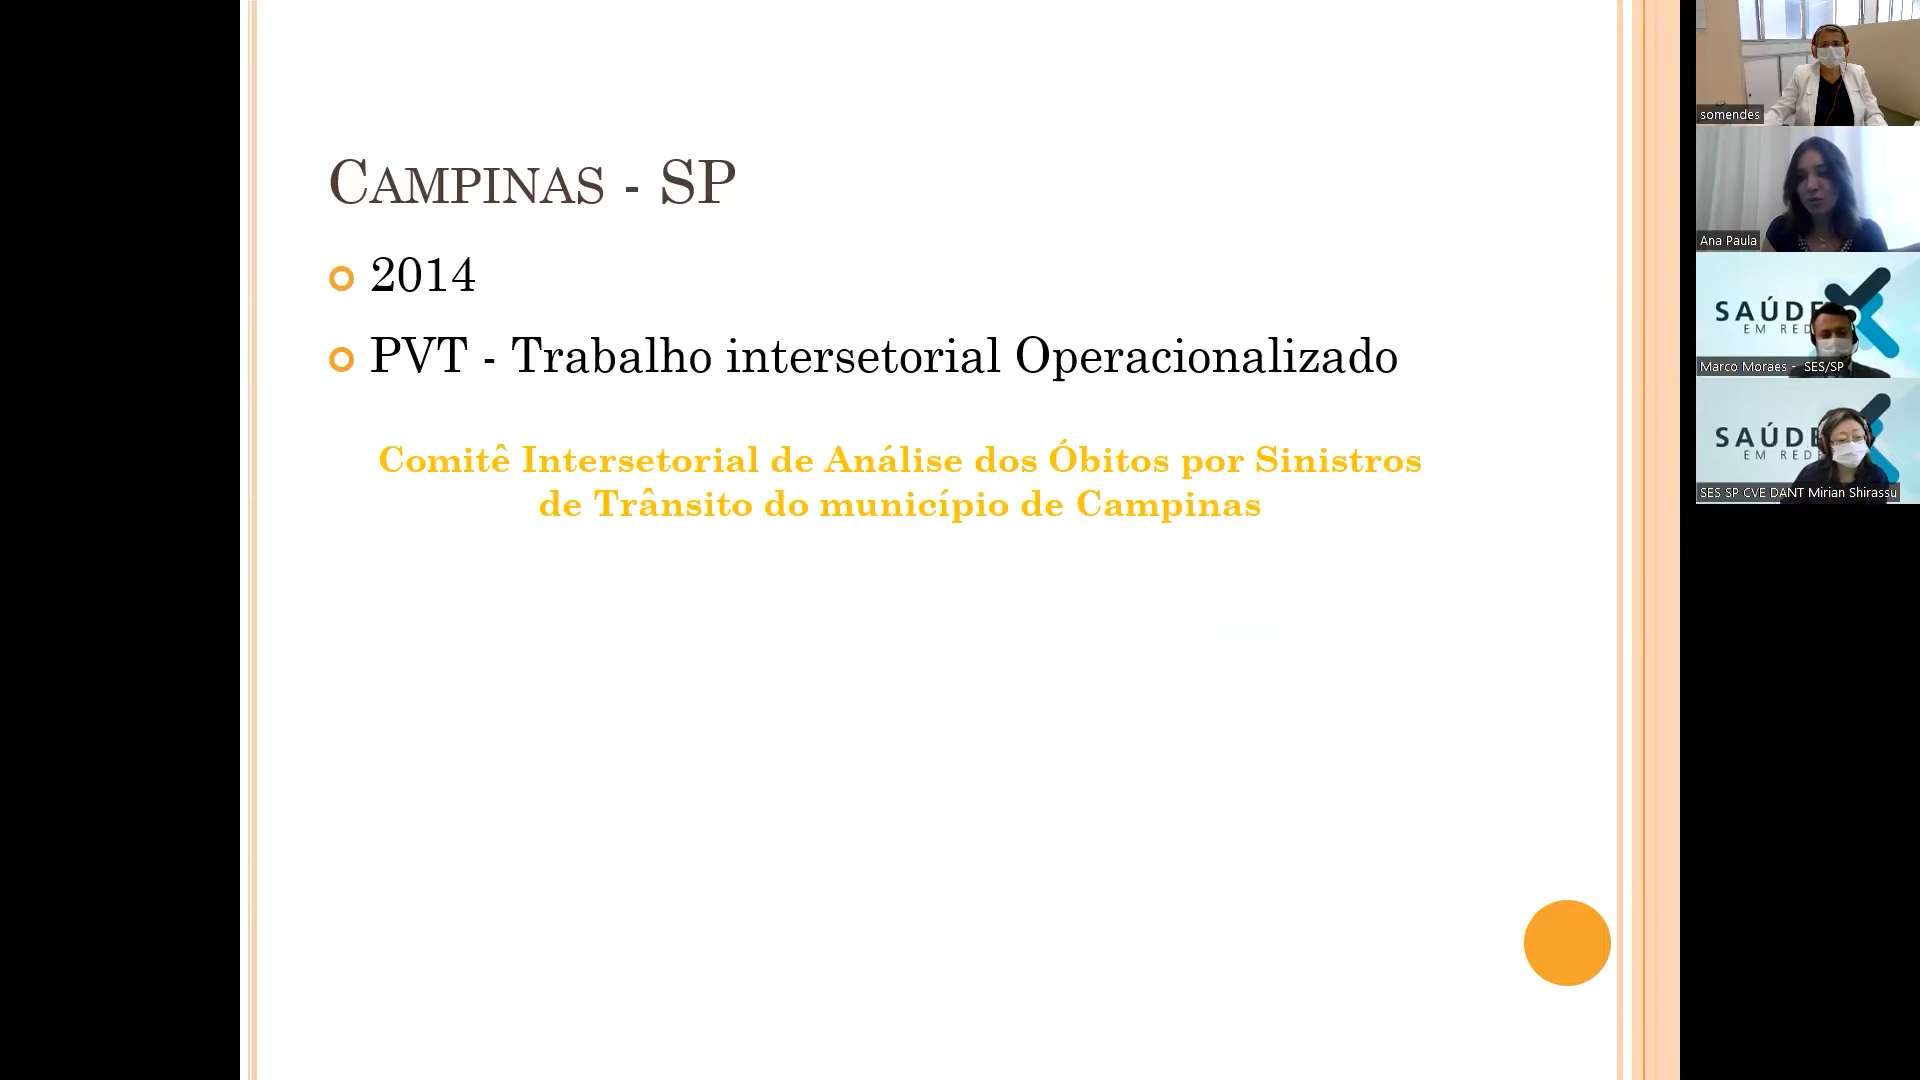 CAMPINAS - SP
2014
PVT - Trabalho intersetorial Operacionalizado
Comitê Intersetorial de Análise dos Óbitos por Sinistros
de Trânsito do município de Campinas
somendes
Ana Paula
SAÚDE
EM REDE
Marco Moraes - SES/SP
SAÚDE
EM REDE
SES SP CVE DANT Mirian Shirassu